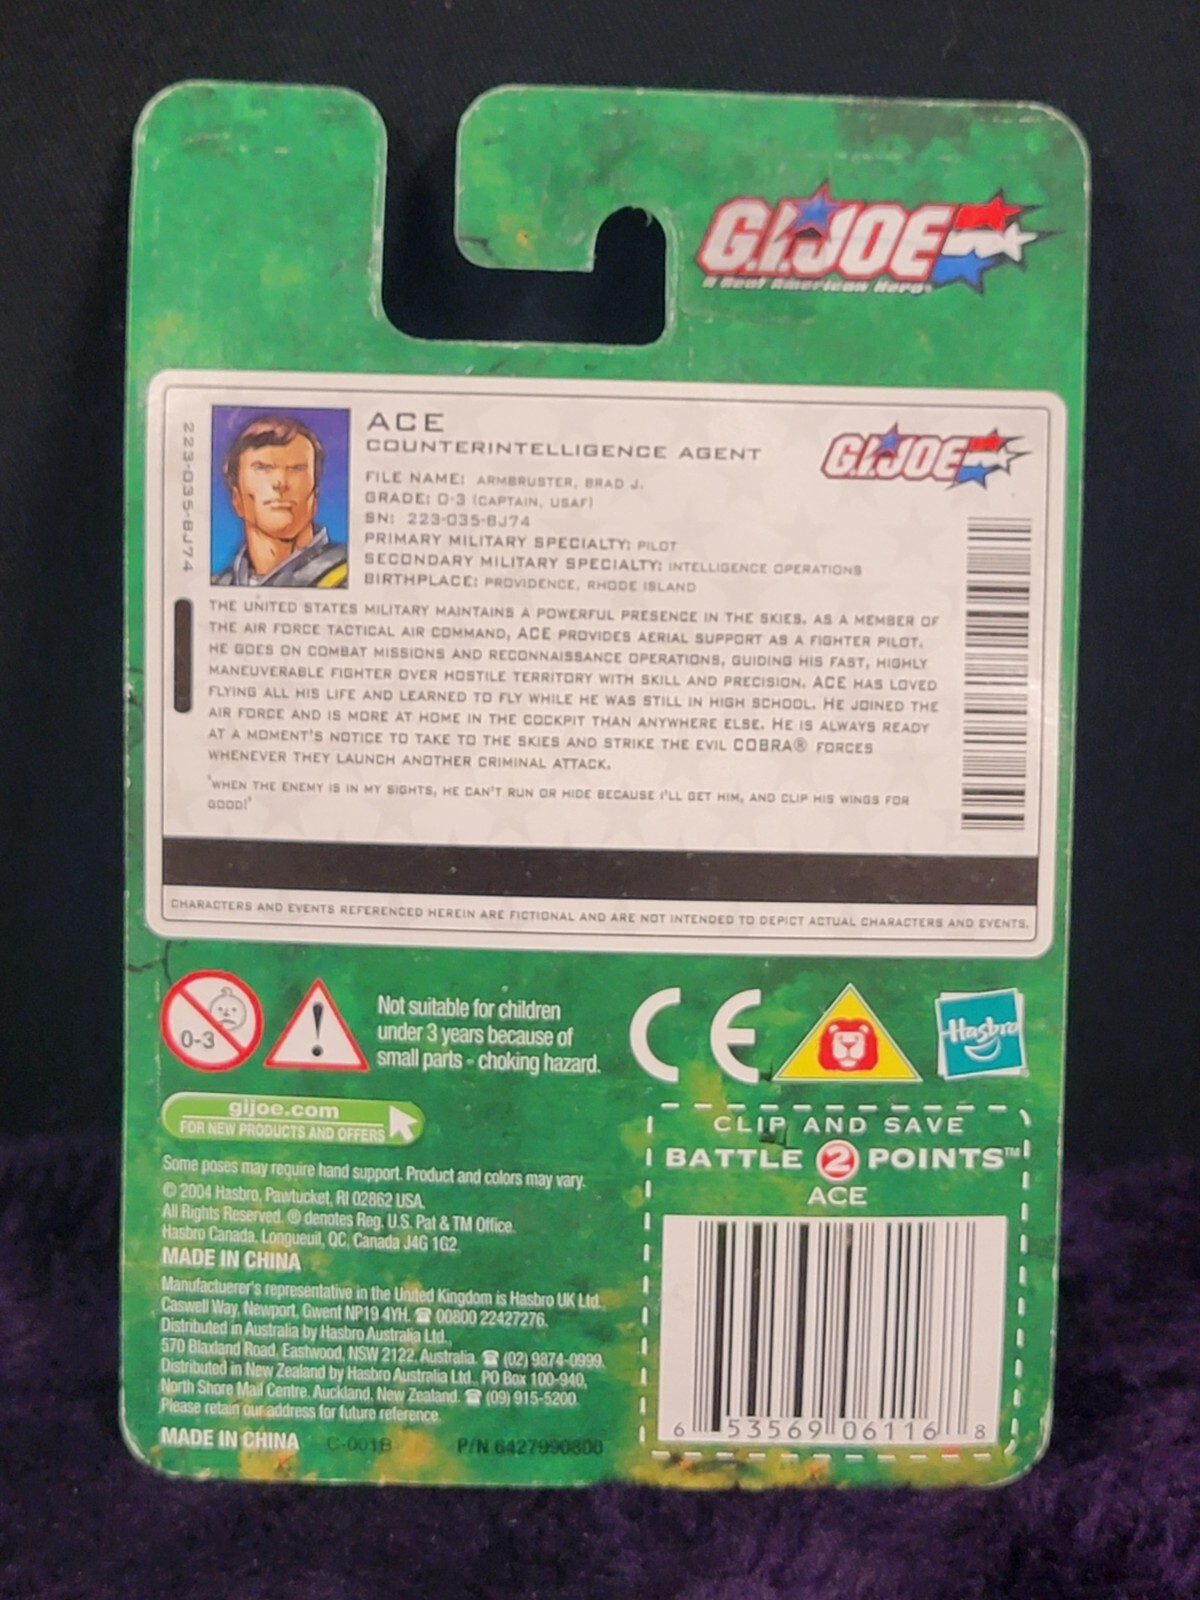 G.I. JOE
A Real American Hero
223-035-BJ74
ACE
COUNTERINTELLIGENCE AGENT
G.I. JOE
FILE NAME: ARMBRUSTER, BRAD J.
GRADE: O-3 (CAPTAIN, USAF)
SN: 223-035-BJ74
PRIMARY MILITARY SPECIALTY: PILOT
SECONDARY MILITARY SPECIALTY: INTELLIGENCE OPERATIONS
BIRTHPLACE: PROVIDENCE, RHODE ISLAND
THE UNITED STATES MILITARY MAINTAINS A POWERFUL PRESENCE IN THE SKIES. AS A MEMBER OF
THE AIR FORCE TACTICAL AIR COMMAND, ACE PROVIDES AERIAL SUPPORT AS A FIGHTER PILOT.
HE GOES ON COMBAT MISSIONS AND RECONNAISSANCE OPERATIONS, GUIDING HIS FAST, HIGHLY
MANEUVERABLE FIGHTER OVER HOSTILE TERRITORY WITH SKILL AND PRECISION. ACE HAS LOVED
FLYING ALL HIS LIFE AND LEARNED TO FLY WHILE HE WAS STILL IN HIGH SCHOOL. HE JOINED THE
AIR FORCE AND IS MORE AT HOME IN THE COCKPIT THAN ANYWHERE ELSE. HE IS ALWAYS READY
AT A MOMENT'S NOTICE TO TAKE TO THE SKIES AND STRIKE THE EVIL COBRA® FORCES
WHENEVER THEY LAUNCH ANOTHER CRIMINAL ATTACK.
"WHEN THE ENEMY IS IN MY SIGHTS, HE CAN'T RUN OR HIDE BECAUSE I'LL GET HIM, AND CLIP HIS WINGS FOR
GOOD!"
CHARACTERS AND EVENTS REFERENCED HEREIN ARE FICTIONAL AND ARE NOT INTENDED TO DEPICT ACTUAL CHARACTERS AND EVENTS.
0-3
!
Not suitable for children
under 3 years because of
small parts - choking hazard.
CE
Hasbro
gijoe.com
FOR NEW PRODUCTS AND OFFERS
Some poses may require hand support. Product and colors may vary.
© 2004 Hasbro, Pawtucket, RI 02862 USA.
All Rights Reserved. ® denotes Reg. U.S. Pat & TM Office.
Hasbro Canada, Longueuil, QC, Canada J4G 1G2.
MADE IN CHINA
Manufacturer's representative in the United Kingdom is Hasbro UK Ltd.,
Caswell Way, Newport, Gwent NP19 4YH. ☎ 00800 22427276.
Distributed in Australia by Hasbro Australia Ltd.,
570 Blaxland Road, Eastwood, NSW 2122, Australia. ☎ (02) 9874-0999.
Distributed in New Zealand by Hasbro Australia Ltd., PO Box 100-940,
North Shore Mail Centre, Auckland, New Zealand. ☎ (09) 915-5200.
Please retain our address for future reference.
MADE IN CHINA C-001B P/N 6427990800
CLIP AND SAVE
BATTLE 2 POINTS™
ACE
6 53569 06116 8